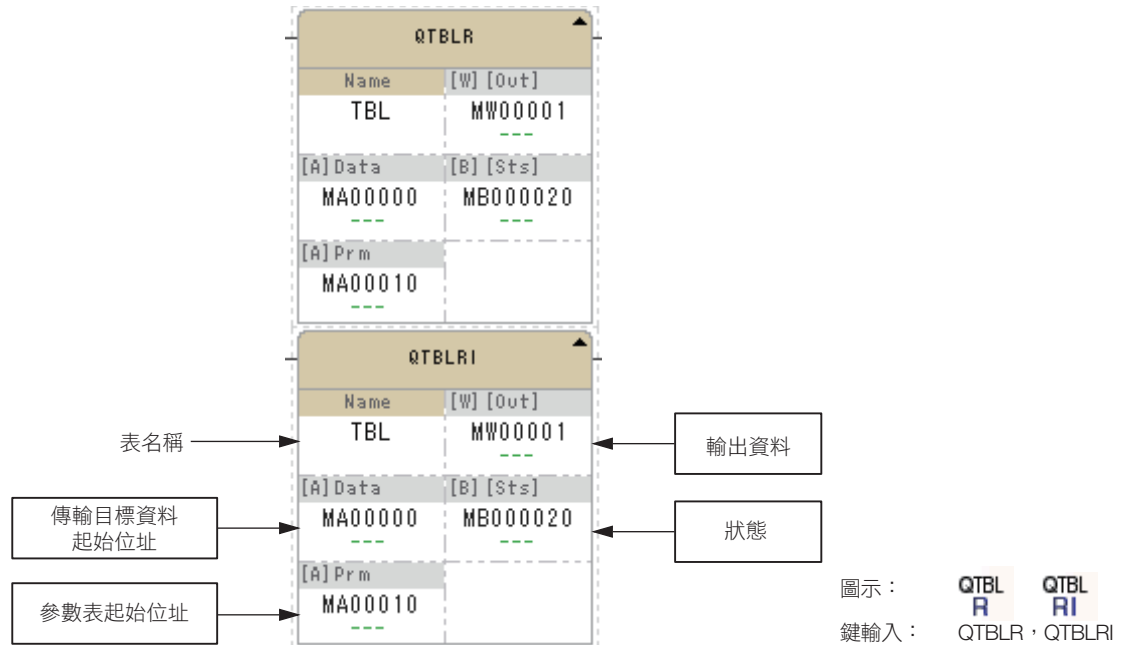 QTBLR
Name [W][Out]
TBL MW00001
---
[A]Data [B][Sts]
MA00000 MB000020
--- ---
[A]Prm
MA00010
---
QTBLRI
Name [W][Out]
表名稱 TBL MW00001 輸出資料
---
[A]Data [B][Sts]
傳輸目標資料
起始位址
MA00000 MB000020 狀態
--- ---
[A]Prm
參數表起始位址 MA00010
---
圖示: QTBL R QTBL RI
鍵輸入: QTBLR,QTBLRI